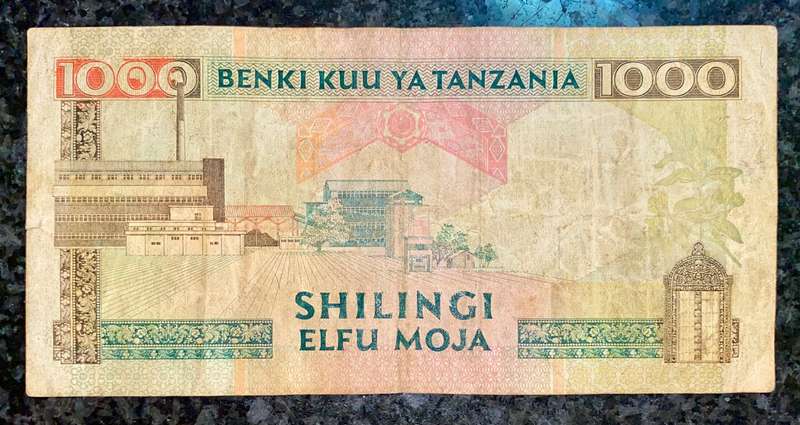 1000 BENKI KUU YA TANZANIA 1000
SHILINGI
ELFU MOJA